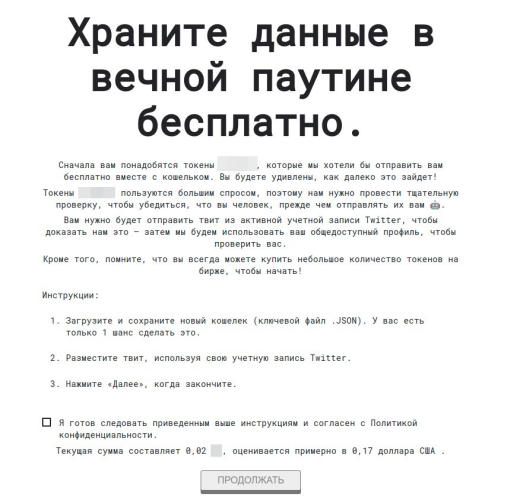 Храните данные в
вечной паутине
бесплатно.
Сначала вам понадобятся токены , которые мы хотели бы отправить вам
бесплатно вместе с кошельком. Вы будете удивлены, как далеко это зайдет!
Токены пользуются большим спросом, поэтому нам нужно провести тщательную
проверку, чтобы убедиться, что вы человек, прежде чем отправлять их вам 🤖.
Вам нужно будет отправить твит из активной учетной записи Twitter, чтобы
доказать нам это – затем мы будем использовать ваш общедоступный профиль, чтобы
проверить вас.
Кроме того, помните, что вы всегда можете купить небольшое количество токенов на
бирже, чтобы начать!
Инструкции:
1. Загрузите и сохраните новый кошелек (ключевой файл .JSON). У вас есть
только 1 шанс сделать это.
2. Разместите твит, используя свою учетную запись Twitter.
3. Нажмите «Далее», когда закончите.
Я готов следовать приведенным выше инструкциям и согласен с Политикой
конфиденциальности.
Текущая сумма составляет 0,02 , оценивается примерно в 0,17 доллара США .
ПРОДОЛЖАТЬ